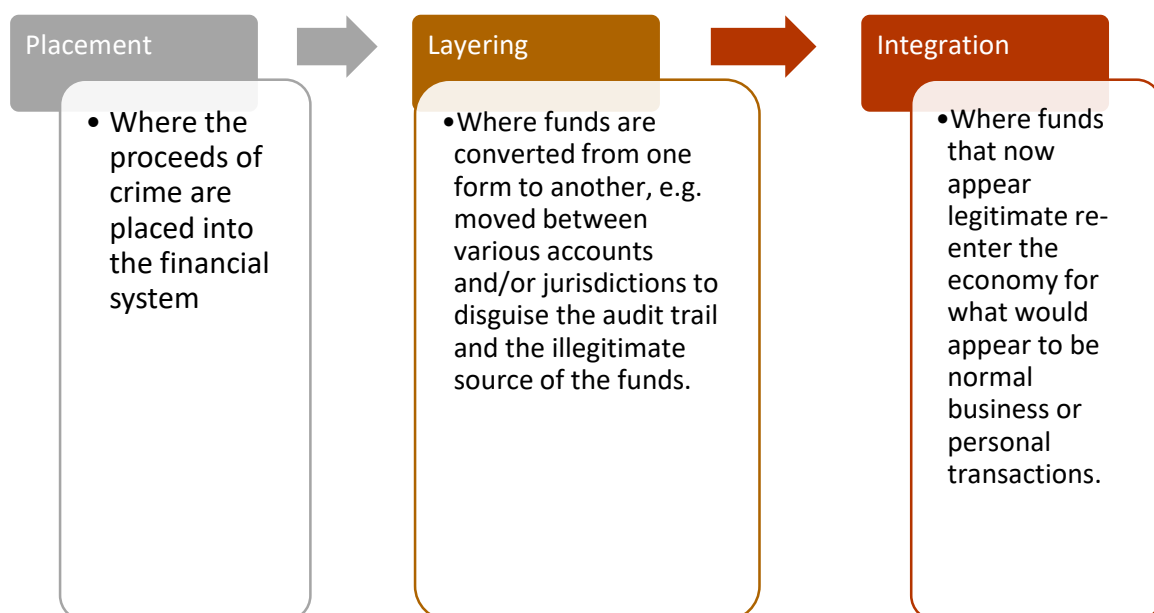 Placement
• Where the
proceeds of
crime are
placed into
the financial
system
Layering
•Where funds are
converted from one
form to another, e.g.
moved between
various accounts
and/or jurisdictions to
disguise the audit trail
and the illegitimate
source of the funds.
Integration
•Where funds
that now
appear
legitimate re-
enter the
economy for
what would
appear to be
normal
business or
personal
transactions.